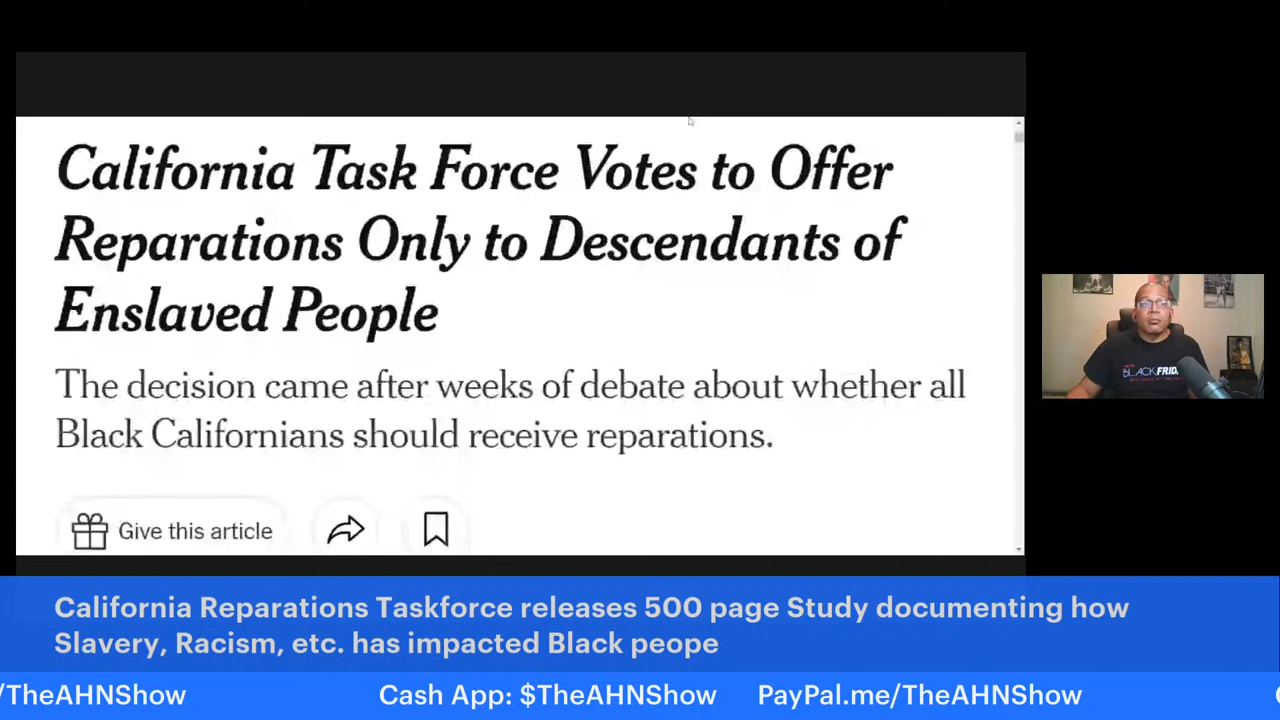 California Task Force Votes to Offer
Reparations Only to Descendants of
Enslaved People
The decision came after weeks of debate about whether all
Black Californians should receive reparations.
Give this article
BLACK FRID
California Reparations Taskforce releases 500 page Study documenting how
Slavery, Racism, etc. has impacted Black peope
/TheAHNShow Cash App: $TheAHNShow PayPal.me/TheAHNShow